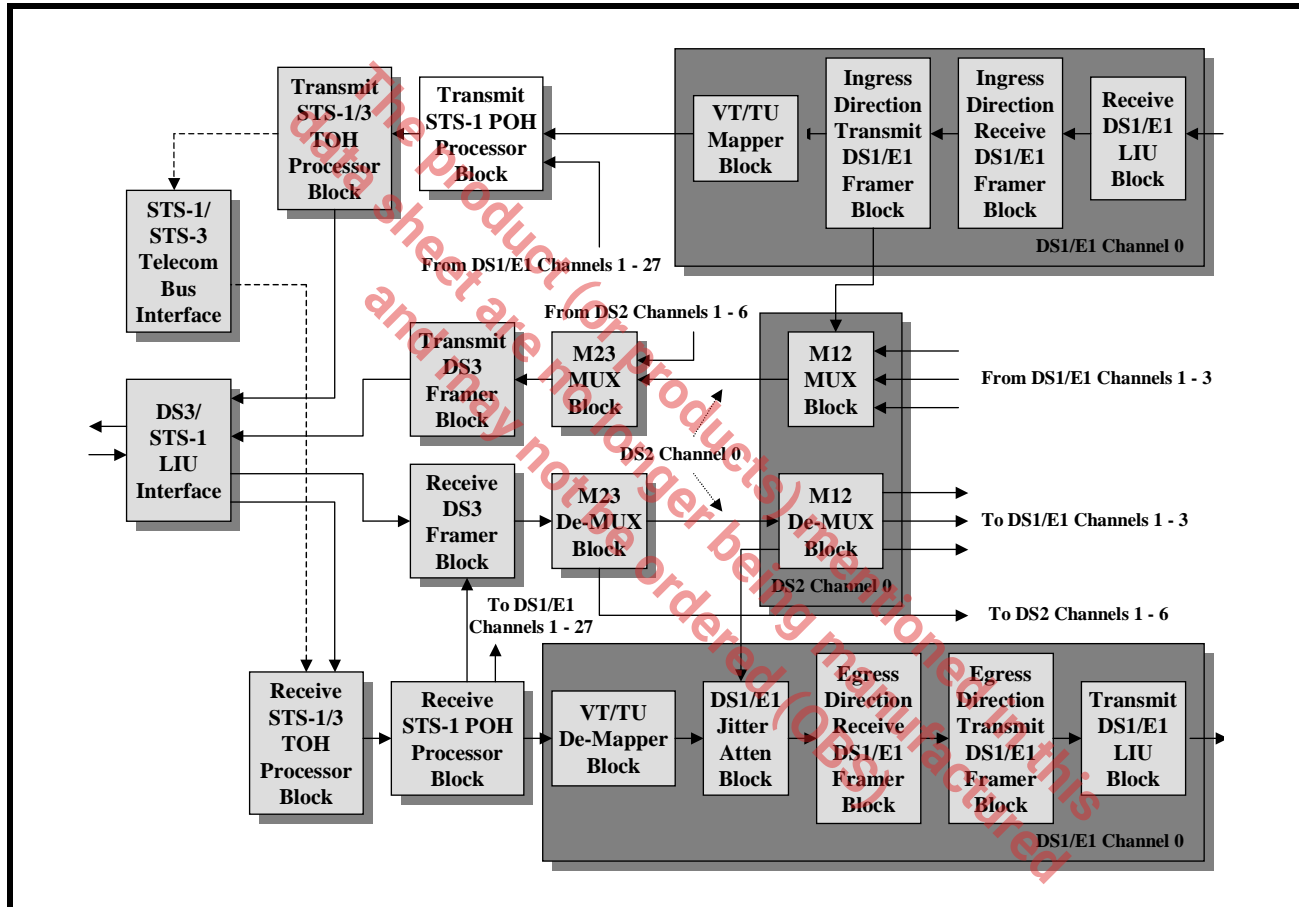 Transmit
STS-1/3
TOH
Processor
Block
Transmit
STS-1 POH
Processor
Block
VT/TU
Mapper
Block
Ingress
Direction
Transmit
DS1/E1
Framer
Block
Ingress
Direction
Receive
DS1/E1
Framer
Block
Receive
DS1/E1
LIU
Block
DS1/E1 Channel 0
STS-1/
STS-3
Telecom
Bus
Interface
From DS1/E1 Channels 1 - 27
From DS2 Channels 1 - 6
Transmit
DS3
Framer
Block
M23
MUX
Block
M12
MUX
Block
From DS1/E1 Channels 1 - 3
DS3/
STS-1
LIU
Interface
DS2 Channel 0
Receive
DS3
Framer
Block
M23
De-MUX
Block
M12
De-MUX
Block
To DS1/E1 Channels 1 - 3
DS2 Channel 0
To DS1/E1
Channels 1 - 27
To DS2 Channels 1 - 6
Receive
STS-1/3
TOH
Processor
Block
Receive
STS-1 POH
Processor
Block
VT/TU
De-Mapper
Block
DS1/E1
Jitter
Atten
Block
Egress
Direction
Receive
DS1/E1
Framer
Block
Egress
Direction
Transmit
DS1/E1
Framer
Block
Transmit
DS1/E1
LIU
Block
DS1/E1 Channel 0
The product (or products) mentioned in this
data sheet are no longer being manufactured
and may not be ordered (OBS)